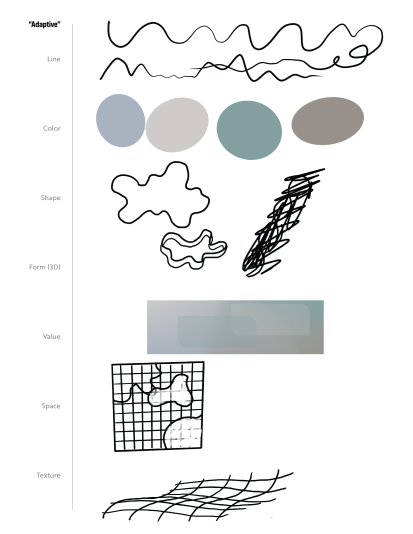 "Adaptive"
Line
Color
Shape
Form (3D)
Value
Space
Texture